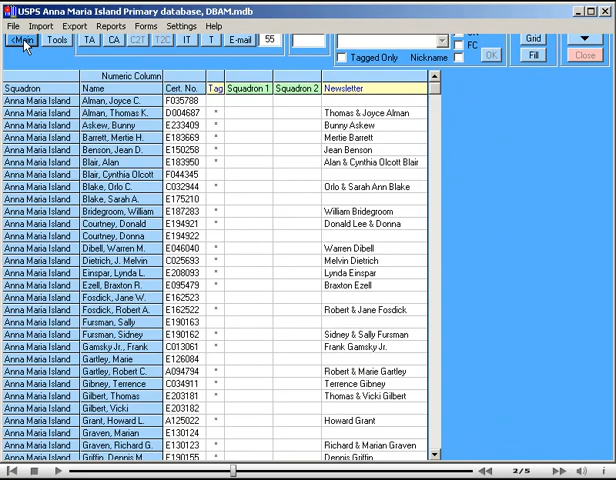 USPS Anna Maria Island Primary database, DBAM.mdb
File Import Export Reports Forms Settings Help
<Main Tools TA CA C2T T2C IT T E-mail 55 Grid
Tagged Only Nickname FC OK Fill Close
Numeric Column
Squadron Name Cert. No. Tag Squadron 1 Squadron 2 Newsletter
Anna Maria Island Alman, Joyce C. F035788
Anna Maria Island Alman, Thomas K. D004687 * Thomas & Joyce Alman
Anna Maria Island Askew, Bunny E233409 * Bunny Askew
Anna Maria Island Barrett, Mertie H. E183669 * Mertie Barrett
Anna Maria Island Benson, Jean D. E150258 * Jean Benson
Anna Maria Island Blair, Alan E183950 * Alan & Cynthia Olcott Blair
Anna Maria Island Blair, Cynthia Olcott F044345
Anna Maria Island Blake, Orlo C. C032944 * Orlo & Sarah Ann Blake
Anna Maria Island Blake, Sarah A. E175210
Anna Maria Island Bridegroom, William E187283 * William Bridegroom
Anna Maria Island Courtney, Donald E194921 * Donald Lee & Donna
Anna Maria Island Courtney, Donna E194922
Anna Maria Island Dibell, Warren M. E046040 * Warren Dibell
Anna Maria Island Dietrich, J. Melvin C025693 * Melvin Dietrich
Anna Maria Island Einspar, Lynda L. E208093 * Lynda Einspar
Anna Maria Island Ezell, Braxton R. E095479 * Braxton Ezell
Anna Maria Island Fosdick, Jane W. E162523
Anna Maria Island Fosdick, Robert A. E162522 * Robert & Jane Fosdick
Anna Maria Island Fursman, Sally E190163
Anna Maria Island Fursman, Sidney E190162 * Sidney & Sally Fursman
Anna Maria Island Gamsky Jr., Frank C013061 * Frank Gamsky Jr.
Anna Maria Island Gartley, Marie E126084
Anna Maria Island Gartley, Robert C. A094794 * Robert & Marie Gartley
Anna Maria Island Gibney, Terrence C034911 * Terrence Gibney
Anna Maria Island Gilbert, Thomas E203181 * Thomas & Vicki Gilbert
Anna Maria Island Gilbert, Vicki E203182
Anna Maria Island Grant, Howard L. A125022 * Howard Grant
Anna Maria Island Graven, Marian E130124
Anna Maria Island Graven, Richard G. E130123 * Richard & Marian Graven
Anna Maria Island Griffin, Dennis M. E190155 * Dennis Griffin
2/5